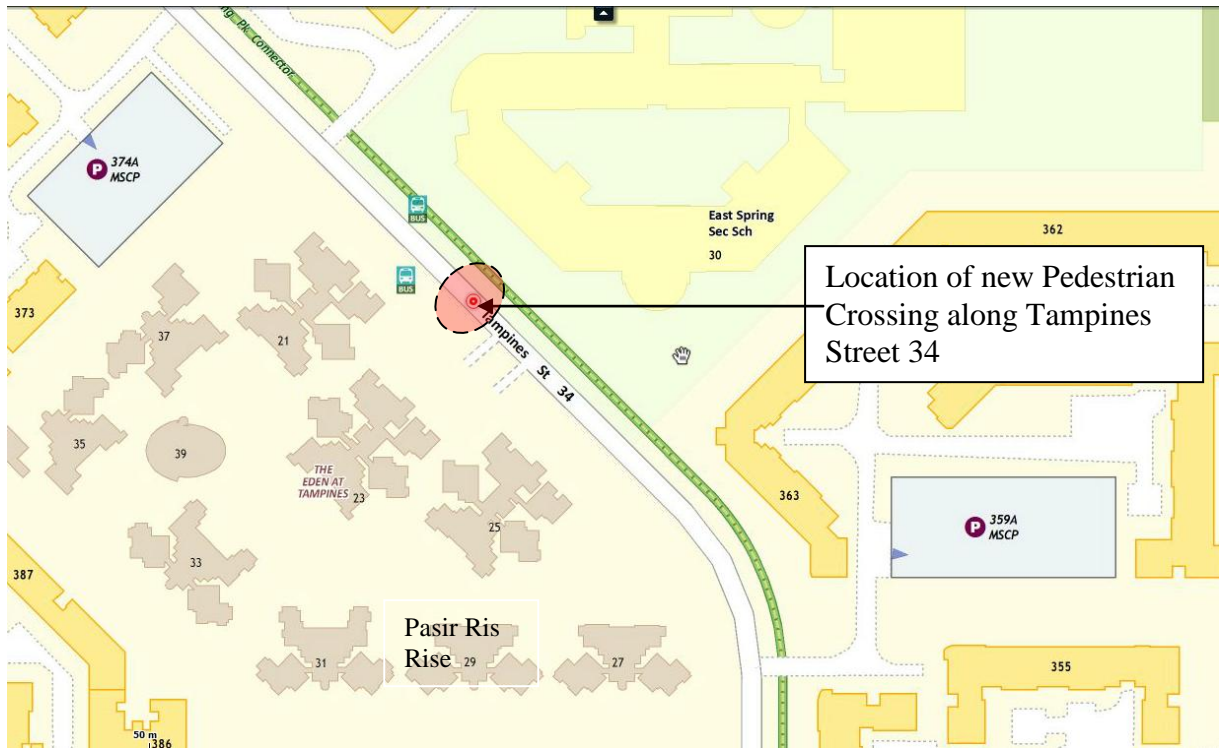 ng Pk Connector
P 374A
MSCP
BUS
East Spring
Sec Sch
30
362
Location of new Pedestrian
Crossing along Tampines
Street 34
BUS
373
37
21
Tampines St 34
35
39
THE
EDEN AT
TAMPINES
23
363
25
P 359A
MSCP
33
387
Pasir Ris
Rise
31
29
27
355
50 m
386